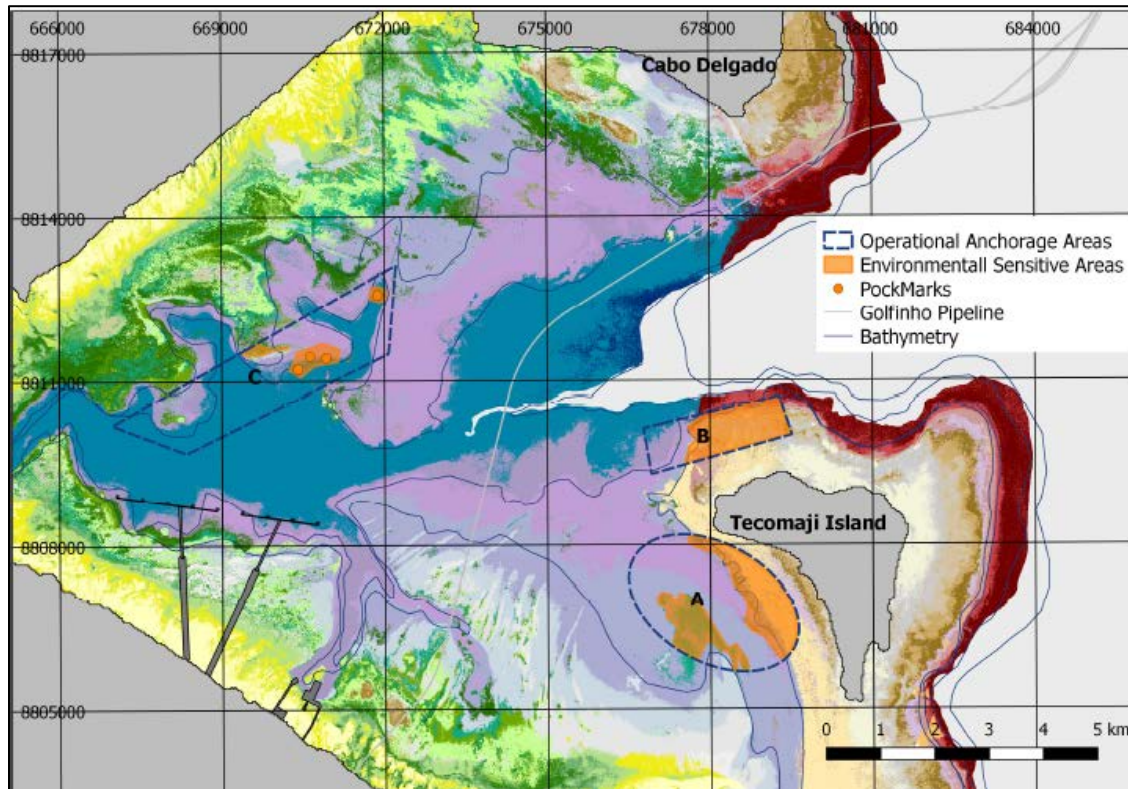 666000 669000 672000 675000 678000 681000 684000
8817000
Cabo Delgado
8814000
Operational Anchorage Areas
Environmentall Sensitive Areas
PockMarks
Golfinho Pipeline
Bathymetry
8811000
C
B
Tecomaji Island
8808000
A
8805000
0 1 2 3 4 5 km